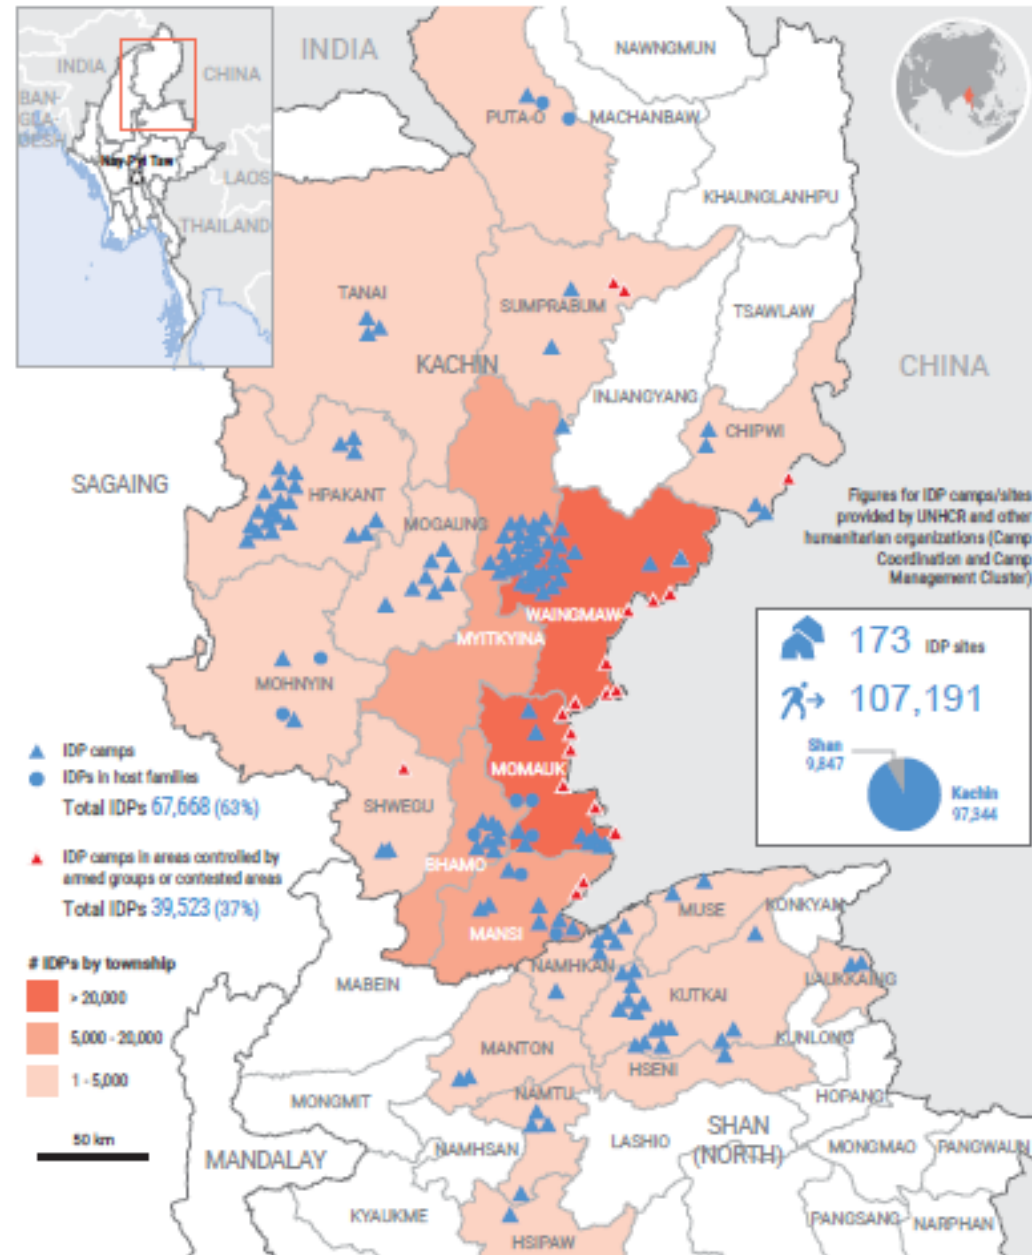 INDIA
CHINA
BAN-
GLA-
DESH
Nay Pyi Taw
LAOS
THAILAND
INDIA
NAWNGMUN
PUTA-O
MACHANBAW
KHAUNGLANHPU
TANAI
SUMPRABUM
TSAWLAW
KACHIN
CHINA
INJANGYANG
CHIPWI
SAGAING
HPAKANT
MOGAUNG
Figures for IDP camps/sites
provided by UNHCR and other
humanitarian organizations (Camp
Coordination and Camp
Management Cluster)
WAINGMAW
MYITKYINA
173 IDP sites
107,191
Shan
9,847
Kachin
97,344
MOHNYIN
IDP camps
IDPs in host families
Total IDPs 67,668 (63%)
MOMAUK
SHWEGU
IDP camps in areas controlled by
armed groups or contested areas
Total IDPs 39,523 (37%)
BHAMO
MANSI
MUSE
KONKYAN
# IDPs by township
> 20,000
5,000 - 20,000
1 - 5,000
50 km
MABEIN
NAMHKAN
KUTKAI
LAUKKAING
KUNLONG
MANTON
HSENI
NAMTU
HOPANG
MONGMIT
SHAN
(NORTH)
LASHIO
MONGMAO
PANGWAUN
NAMHSAN
MANDALAY
KYAUKME
PANGSANG
NARPHAN
HSIPAW